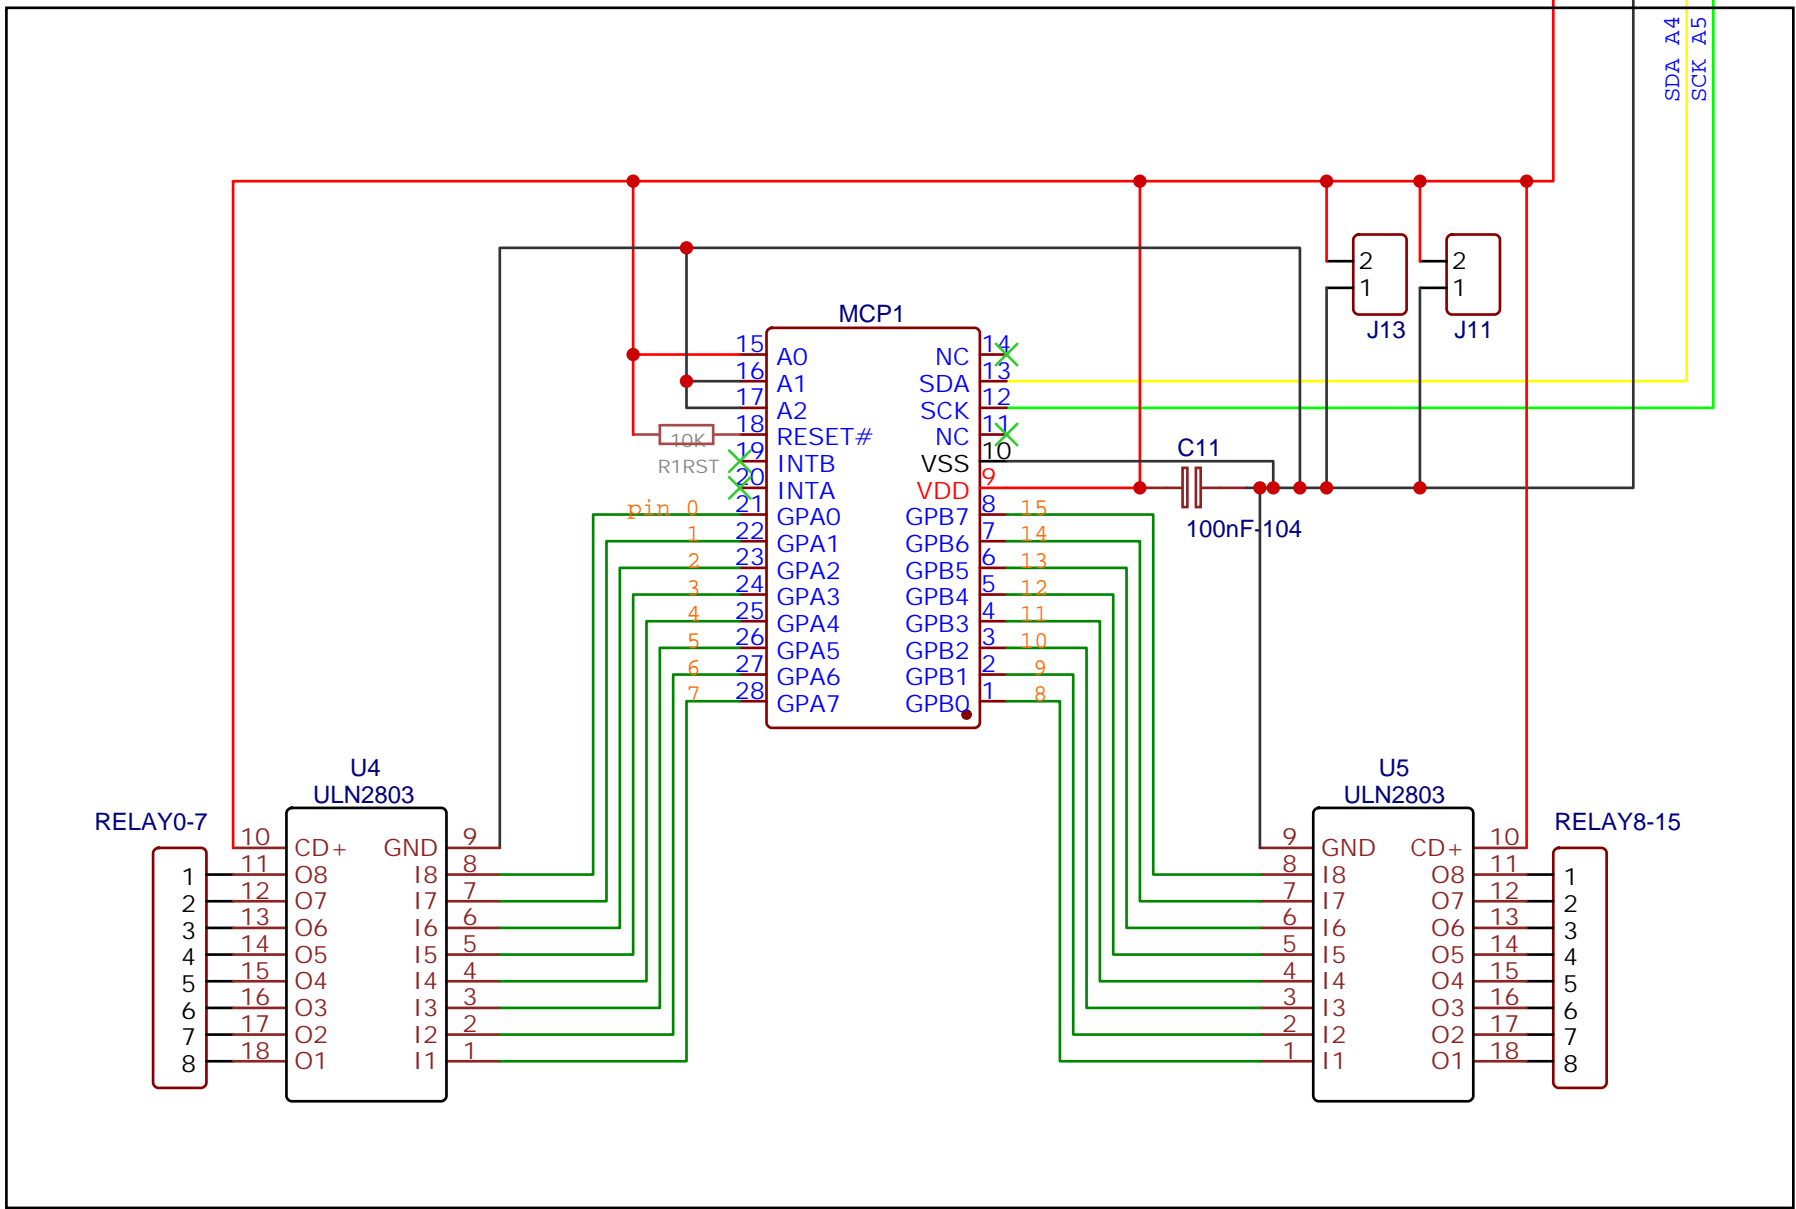 SDA A4
SCK A5
2
1
J13
2
1
J11
MCP1
15 A0 NC 14
16 A1 SDA 13
17 A2 SCK 12
18 RESET# NC 11
10K
R1RST
19 INTB VSS 10
20 INTA VDD 9
C11
100nF-104
pin 0 21 GPA0 GPB7 8 15
1 22 GPA1 GPB6 7 14
2 23 GPA2 GPB5 6 13
3 24 GPA3 GPB4 5 12
4 25 GPA4 GPB3 4 11
5 26 GPA5 GPB2 3 10
6 27 GPA6 GPB1 2 9
7 28 GPA7 GPB0 1 8
U4
ULN2803
RELAY0-7
10 CD+ GND 9
1 11 O8 I8 8
2 12 O7 I7 7
3 13 O6 I6 6
4 14 O5 I5 5
5 15 O4 I4 4
6 16 O3 I3 3
7 17 O2 I2 2
8 18 O1 I1 1
U5
ULN2803
RELAY8-15
9 GND CD+ 10
8 I8 O8 11 1
7 I7 O7 12 2
6 I6 O6 13 3
5 I5 O5 14 4
4 I4 O4 15 5
3 I3 O3 16 6
2 I2 O2 17 7
1 I1 O1 18 8